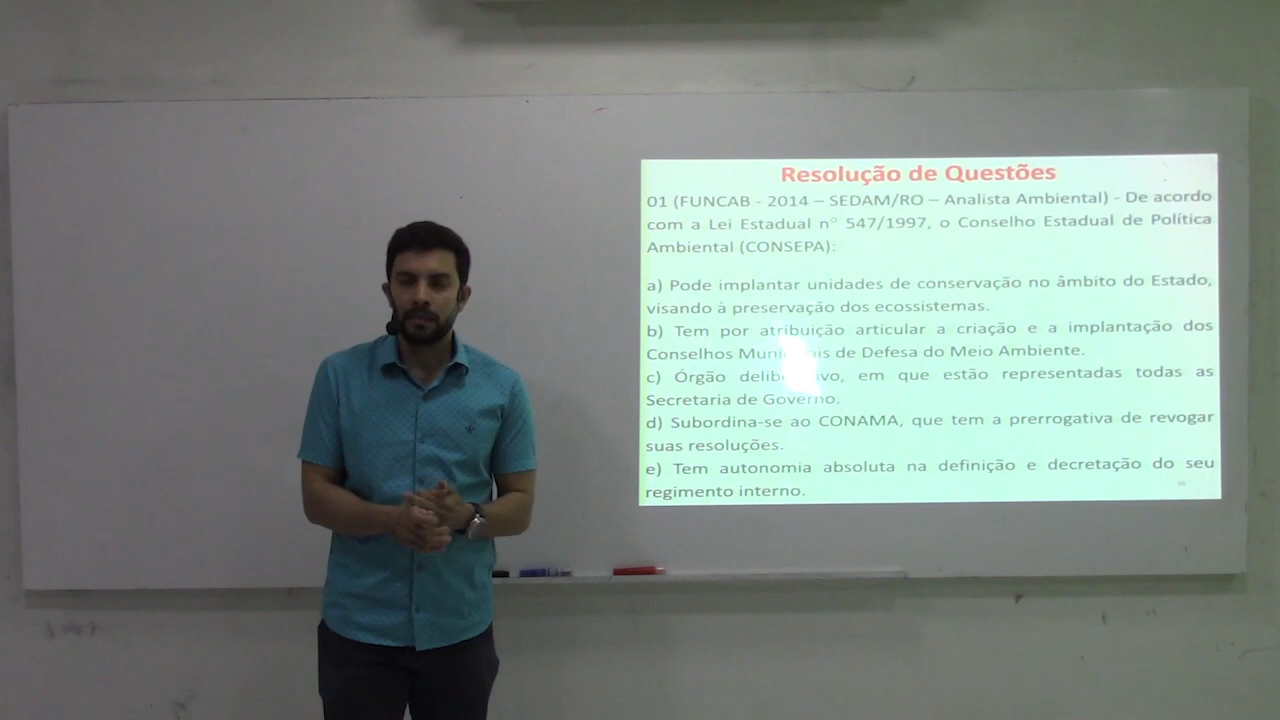 Resolução de Questões
01 (FUNCAB - 2014 – SEDAM/RO – Analista Ambiental) - De acordo
com a Lei Estadual n° 547/1997, o Conselho Estadual de Política
Ambiental (CONSEPA):
a) Pode implantar unidades de conservação no âmbito do Estado,
visando à preservação dos ecossistemas.
b) Tem por atribuição articular a criação e a implantação dos
Conselhos Municipais de Defesa do Meio Ambiente.
c) Órgão deliberativo, em que estão representadas todas as
Secretaria de Governo.
d) Subordina-se ao CONAMA, que tem a prerrogativa de revogar
suas resoluções.
e) Tem autonomia absoluta na definição e decretação do seu
regimento interno.